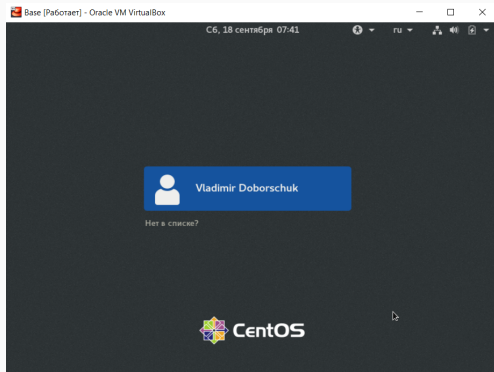 Base [Работает] - Oracle VM VirtualBox
Сб, 18 сентября 07:41
ru
Vladimir Doborschuk
Нет в списке?
CentOS